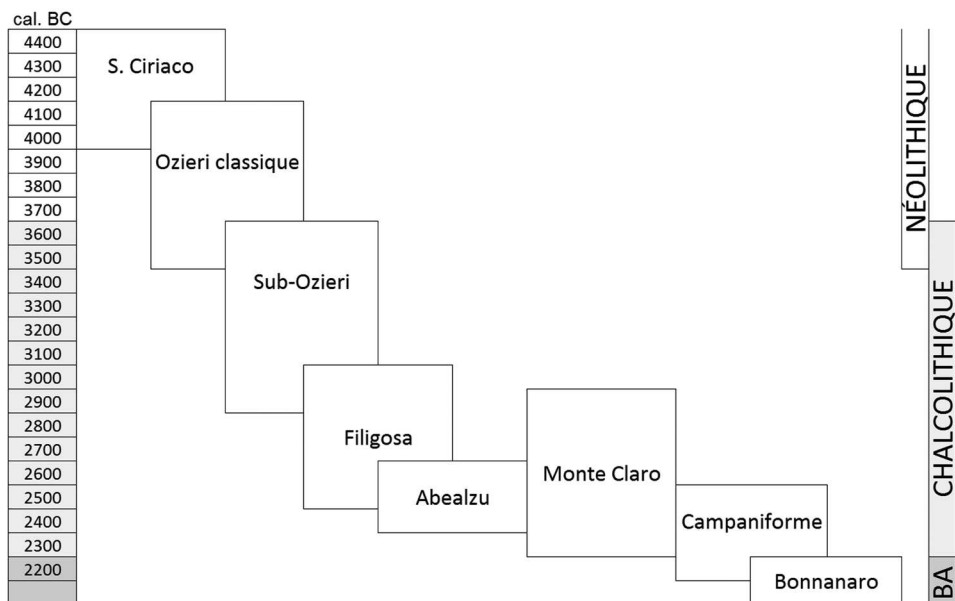 cal. BC
4400
4300
4200
4100
4000
3900
3800
3700
3600
3500
3400
3300
3200
3100
3000
2900
2800
2700
2600
2500
2400
2300
2200
S. Ciriaco
Ozieri classique
Sub-Ozieri
Filigosa
Abealzu
Monte Claro
Campaniforme
Bonnanaro
NÉOLITHIQUE
CHALCOLITHIQUE
BA